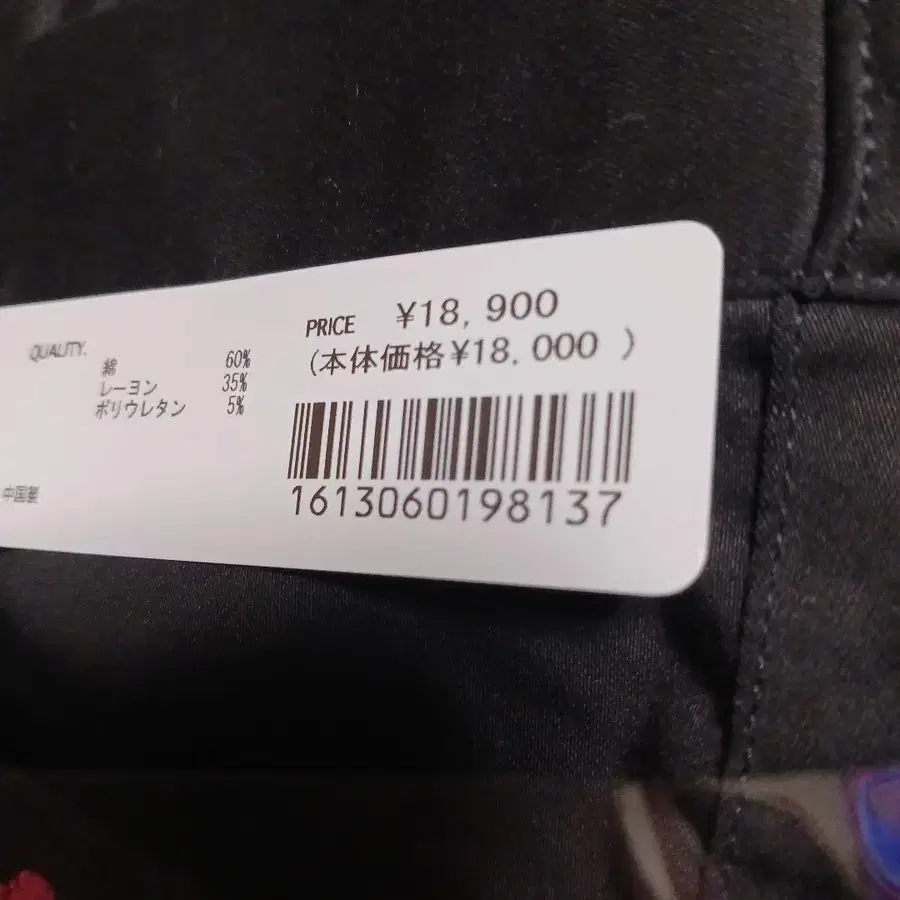 PRICE ¥18,900
(本体価格¥18,000 )
QUALITY.
綿 60%
レーヨン 35%
ポリウレタン 5%
1613060198137
中国製